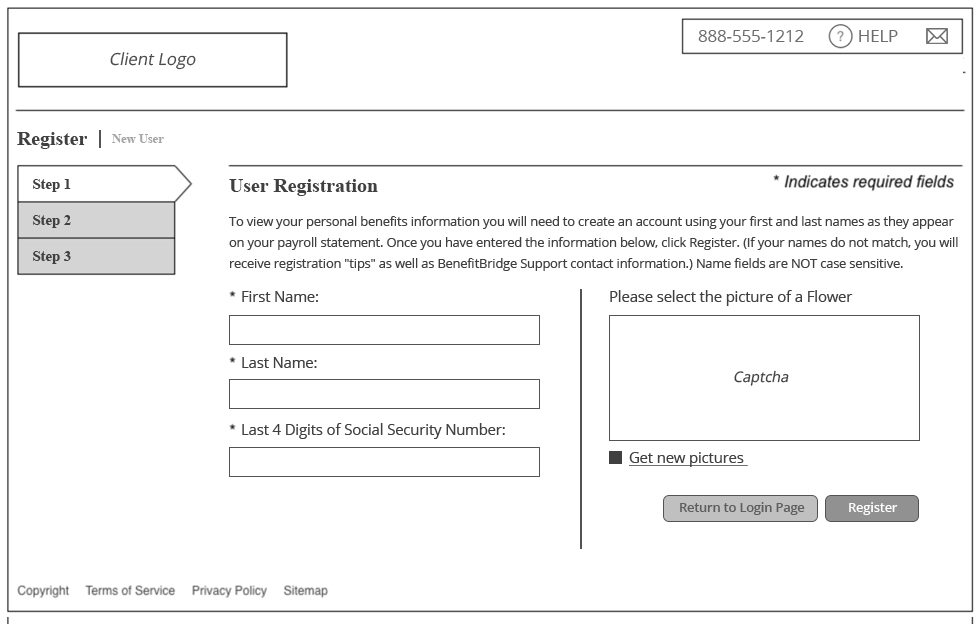 Client Logo
888-555-1212 ? HELP
Register | New User
Step 1
Step 2
Step 3
User Registration
* Indicates required fields
To view your personal benefits information you will need to create an account using your first and last names as they appear
on your payroll statement. Once you have entered the information below, click Register. (If your names do not match, you will
receive registration "tips" as well as BenefitBridge Support contact information.) Name fields are NOT case sensitive.
* First Name:
* Last Name:
* Last 4 Digits of Social Security Number:
Please select the picture of a Flower
Captcha
Get new pictures
Return to Login Page
Register
Copyright Terms of Service Privacy Policy Sitemap